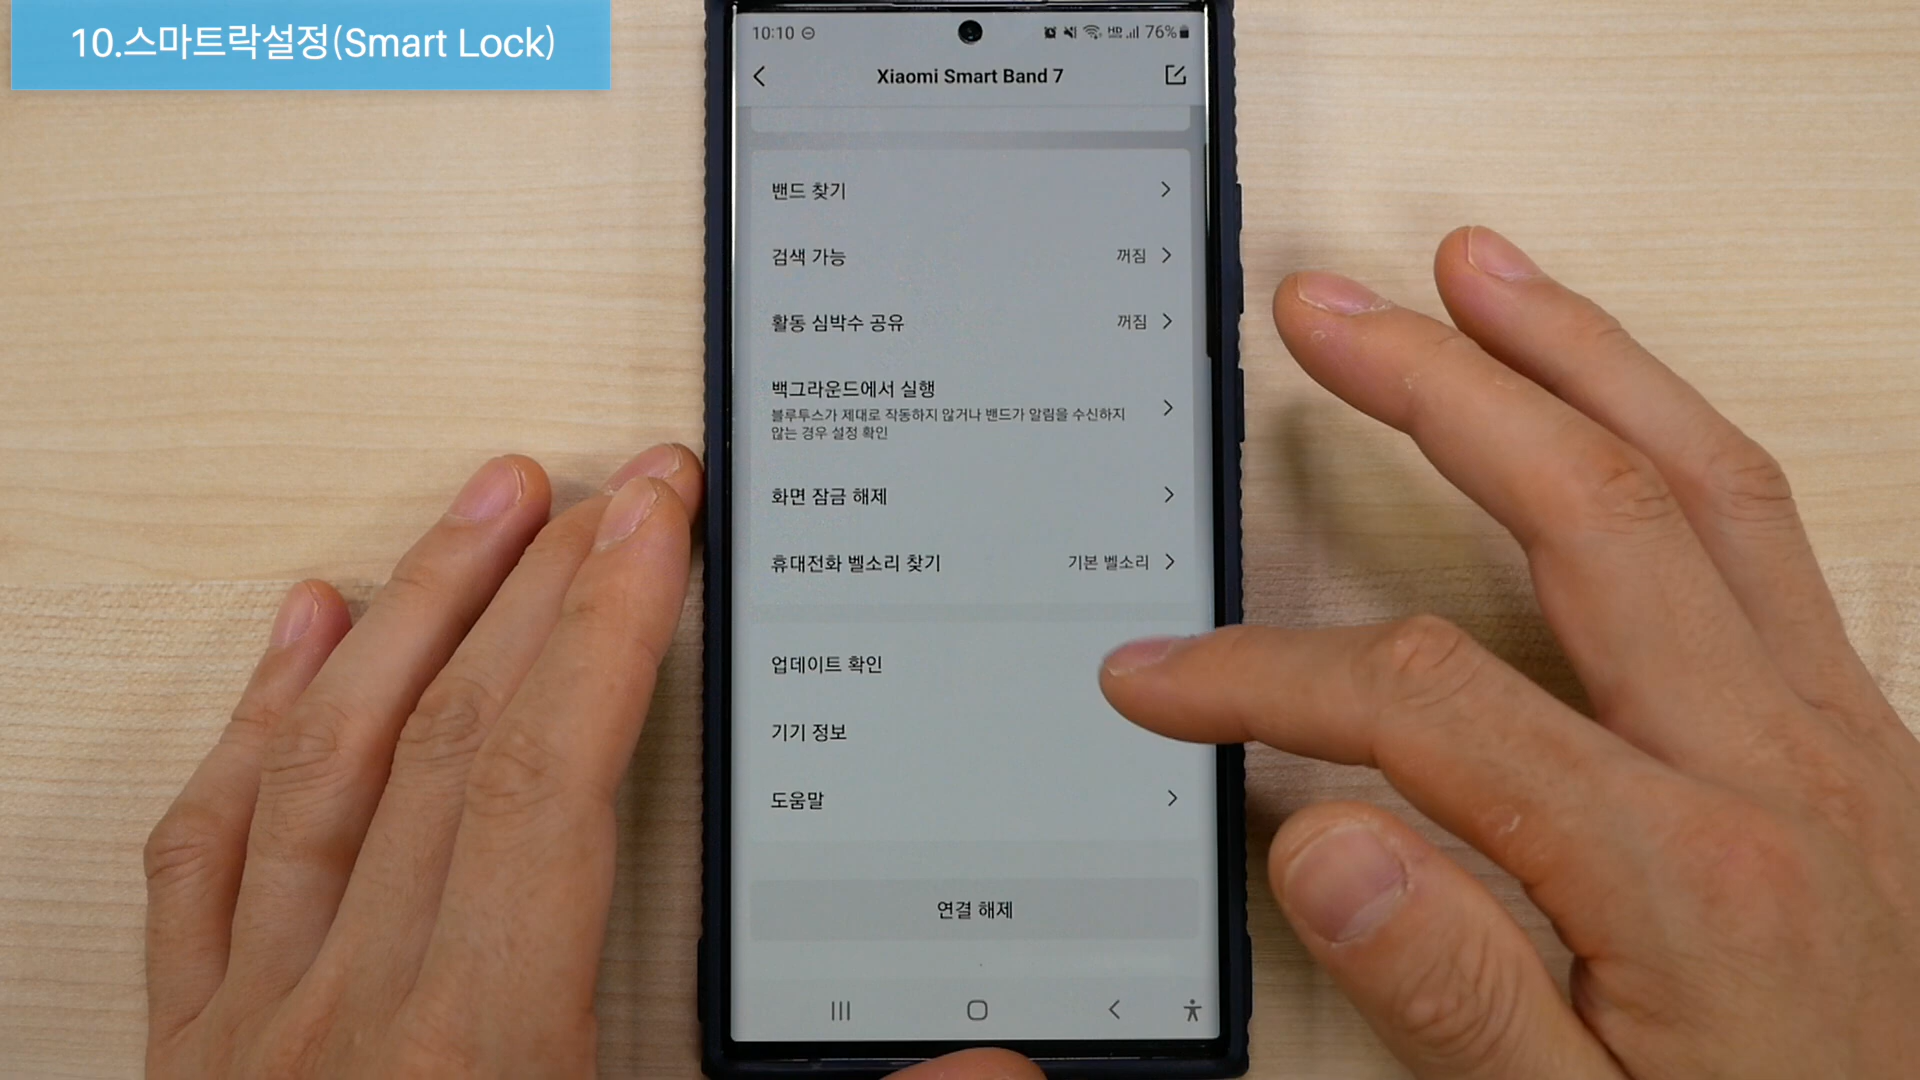 10.스마트락설정(Smart Lock)
10:10
HD
76%
Xiaomi Smart Band 7
밴드 찾기
검색 가능 꺼짐
활동 심박수 공유 꺼짐
백그라운드에서 실행
블루투스가 제대로 작동하지 않거나 밴드가 알림을 수신하지
않는 경우 설정 확인
화면 잠금 해제
휴대전화 벨소리 찾기 기본 벨소리
업데이트 확인
기기 정보
도움말
연결 해제